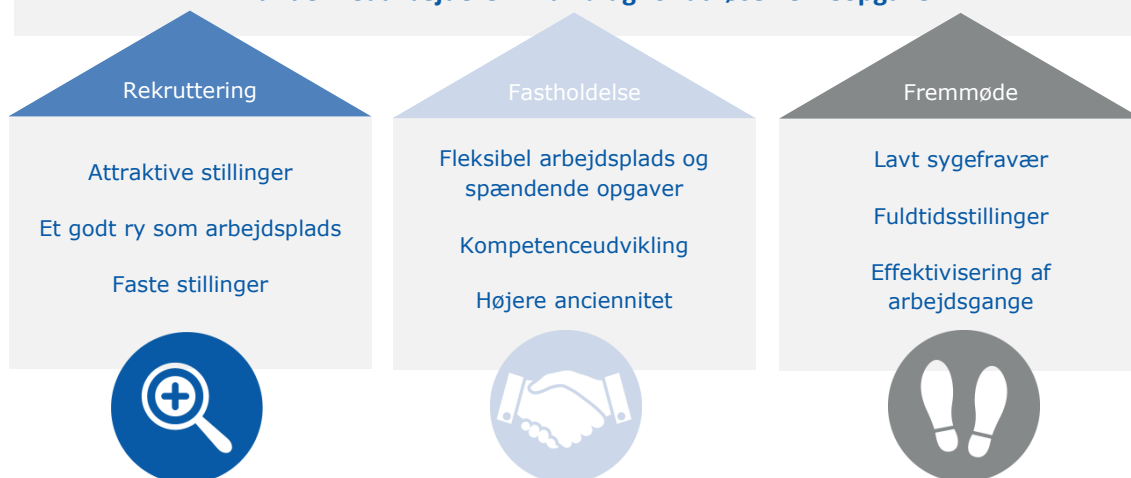 Rekruttering
Attraktive stillinger
Et godt ry som arbejdsplads
Faste stillinger
Fastholdelse
Fleksibel arbejdsplads og
spændende opgaver
Kompetenceudvikling
Højere anciennitet
Fremmøde
Lavt sygefravær
Fuldtidsstillinger
Effektivisering af
arbejdsgange